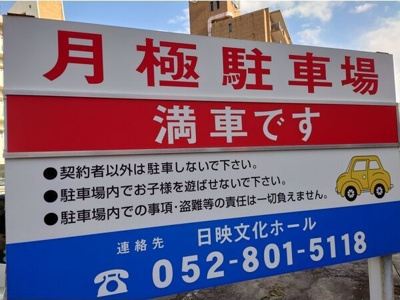 月極駐車場
満車です
●契約者以外は駐車しないで下さい。
●駐車場内でお子様を遊ばせないで下さい。
●駐車場内での事項・盗難等の責任は一切負えません。
連絡先 日映文化ホール
☎052-801-5118